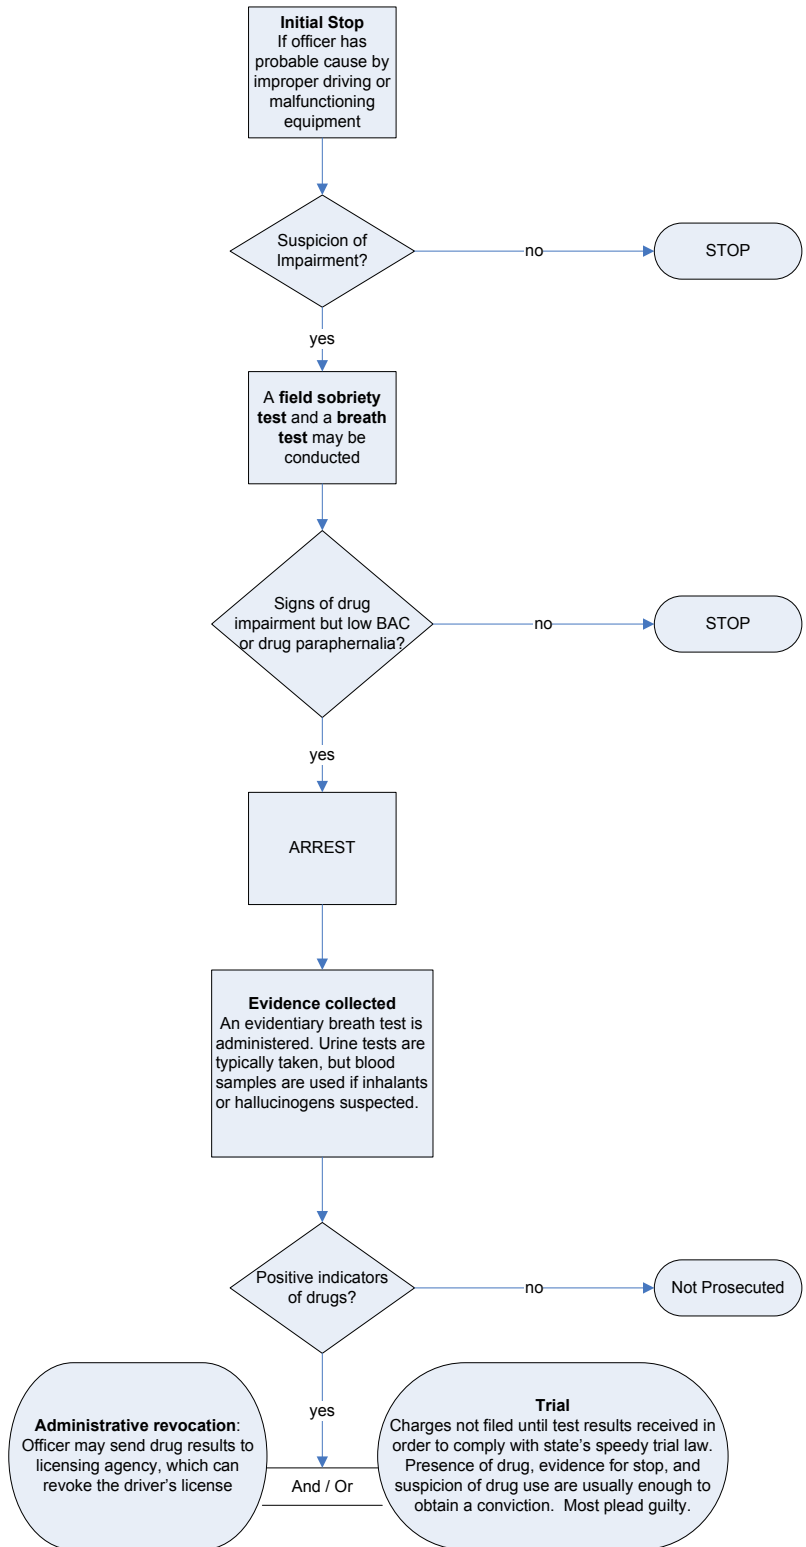 Initial Stop
If officer has
probable cause by
improper driving or
malfunctioning
equipment
Suspicion of
Impairment?
no
STOP
yes
A field sobriety
test and a breath
test may be
conducted
Signs of drug
impairment but low BAC
or drug paraphernalia?
no
STOP
yes
ARREST
Evidence collected
An evidentiary breath test is
administered. Urine tests are
typically taken, but blood
samples are used if inhalants
or hallucinogens suspected.
Positive indicators
of drugs?
no
Not Prosecuted
yes
Administrative revocation:
Officer may send drug results to
licensing agency, which can
revoke the driver's license
And / Or
Trial
Charges not filed until test results received in
order to comply with state's speedy trial law.
Presence of drug, evidence for stop, and
suspicion of drug use are usually enough to
obtain a conviction.  Most plead guilty.